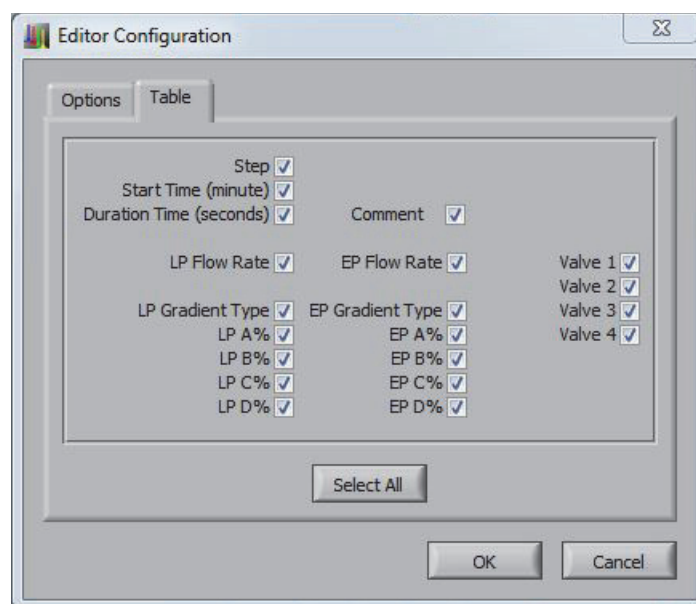 Editor Configuration
Options Table
Step
Start Time (minute)
Duration Time (seconds) Comment
LP Flow Rate EP Flow Rate Valve 1
Valve 2
LP Gradient Type EP Gradient Type Valve 3
LP A% EP A% Valve 4
LP B% EP B%
LP C% EP C%
LP D% EP D%
Select All
OK Cancel